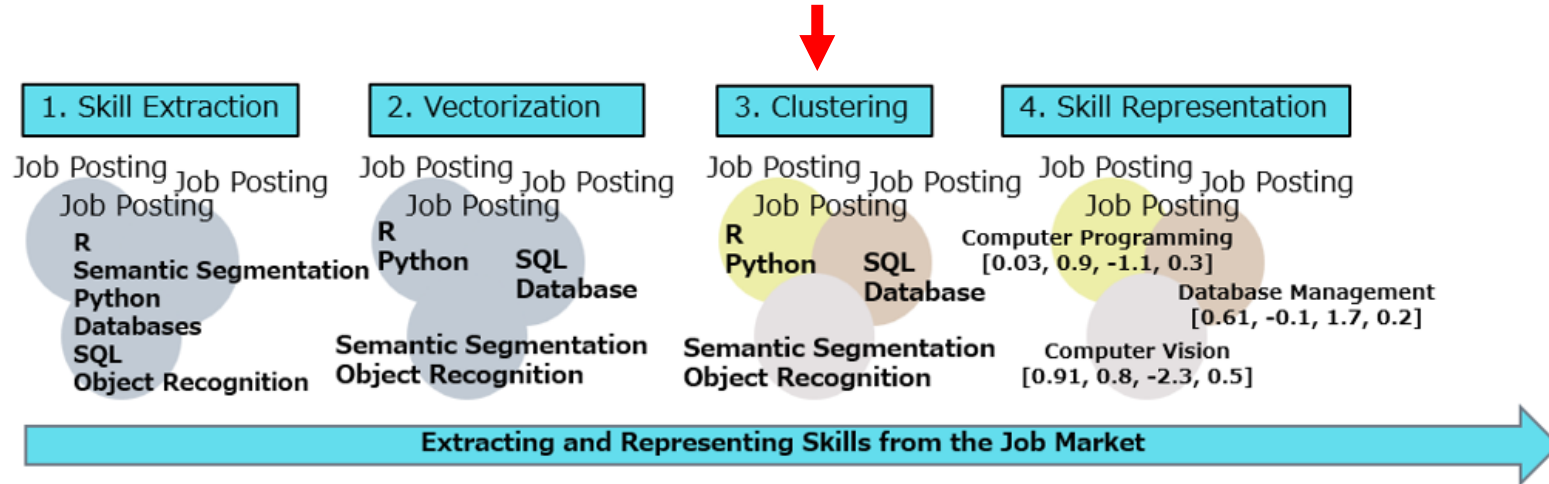 1. Skill Extraction
Job Posting
Job Posting
Job Posting
R
Semantic Segmentation
Python
Databases
SQL
Object Recognition
2. Vectorization
Job Posting
Job Posting
Job Posting
R
Python
SQL
Database
Semantic Segmentation
Object Recognition
3. Clustering
Job Posting
Job Posting
Job Posting
R
Python
SQL
Database
Semantic Segmentation
Object Recognition
4. Skill Representation
Job Posting
Job Posting
Job Posting
Computer Programming
[0.03, 0.9, -1.1, 0.3]
Database Management
[0.61, -0.1, 1.7, 0.2]
Computer Vision
[0.91, 0.8, -2.3, 0.5]
Extracting and Representing Skills from the Job Market